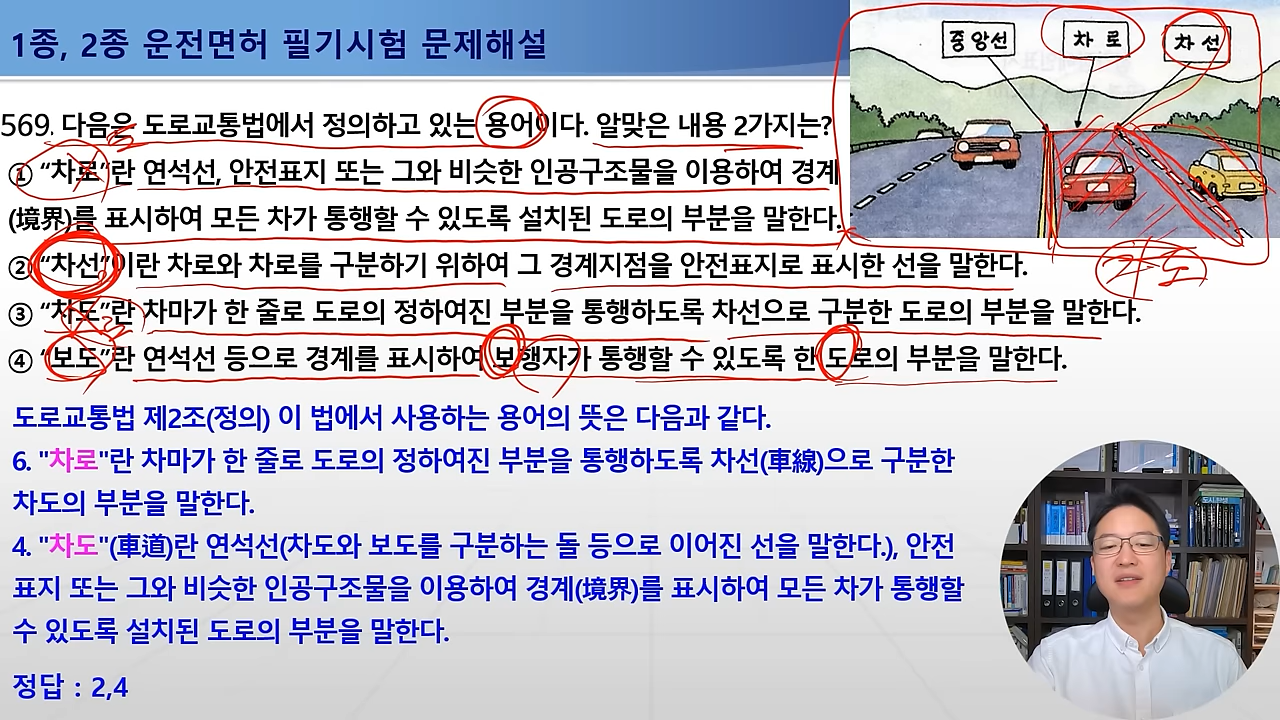 1종, 2종 운전면허 필기시험 문제해설
중앙선
차 로
차 선
569. 다음은 도로교통법에서 정의하고 있는 용어이다. 알맞은 내용 2가지는?
① “차로”란 연석선, 안전표지 또는 그와 비슷한 인공구조물을 이용하여 경계
(境界)를 표시하여 모든 차가 통행할 수 있도록 설치된 도로의 부분을 말한다.
② “차선”이란 차로와 차로를 구분하기 위하여 그 경계지점을 안전표지로 표시한 선을 말한다.
③ “차도”란 차마가 한 줄로 도로의 정하여진 부분을 통행하도록 차선으로 구분한 도로의 부분을 말한다.
④ “보도”란 연석선 등으로 경계를 표시하여 보행자가 통행할 수 있도록 한 도로의 부분을 말한다.
도로교통법 제2조(정의) 이 법에서 사용하는 용어의 뜻은 다음과 같다.
6. "차로"란 차마가 한 줄로 도로의 정하여진 부분을 통행하도록 차선(車線)으로 구분한
차도의 부분을 말한다.
4. "차도"(車道)란 연석선(차도와 보도를 구분하는 돌 등으로 이어진 선을 말한다.), 안전
표지 또는 그와 비슷한 인공구조물을 이용하여 경계(境界)를 표시하여 모든 차가 통행할
수 있도록 설치된 도로의 부분을 말한다.
정답 : 2,4